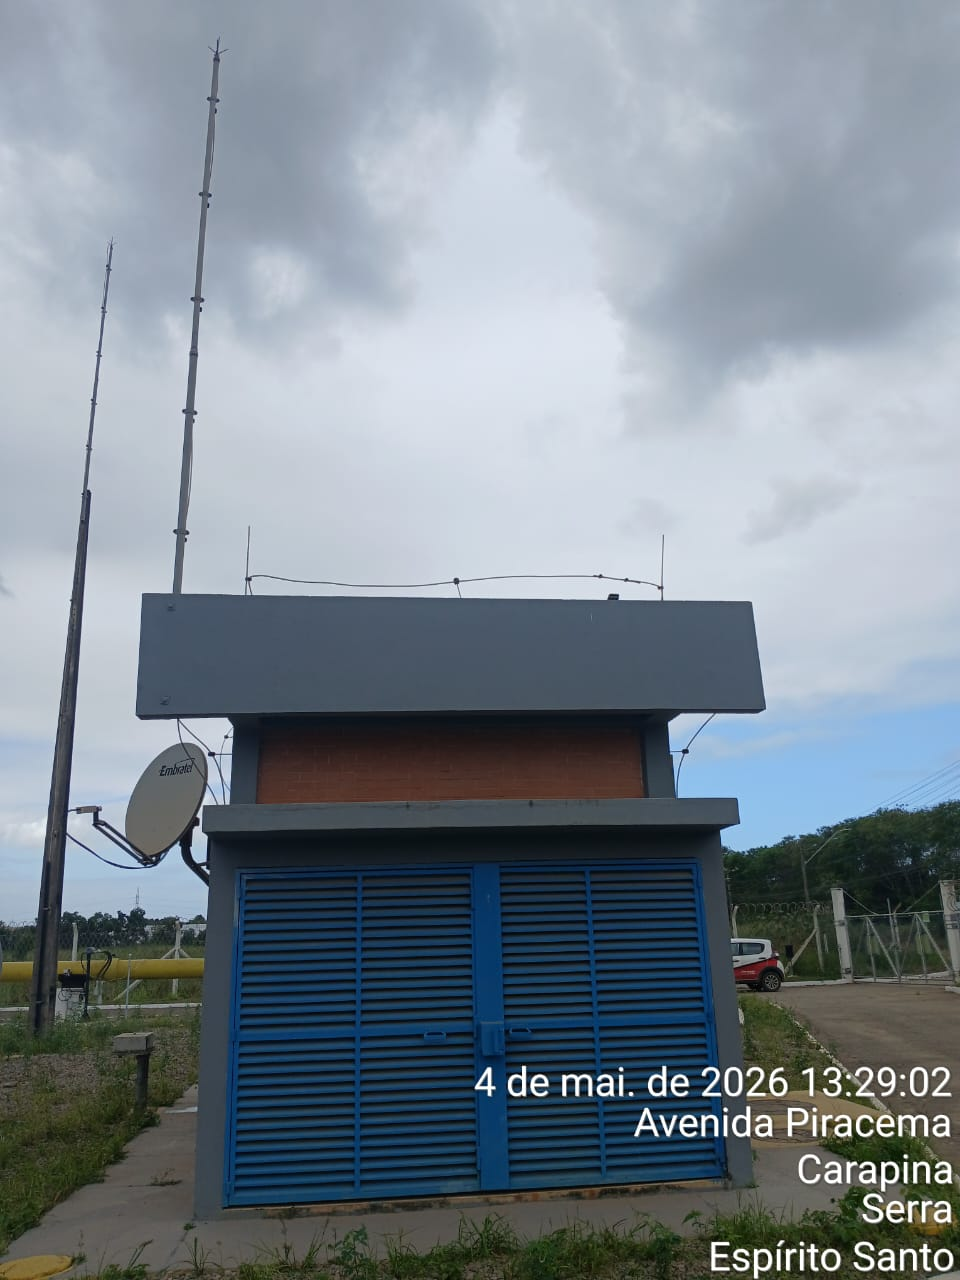 Embratel
4 de mai. de 2026 13:29:02
Avenida Piracema
Carapina
Serra
Espírito Santo